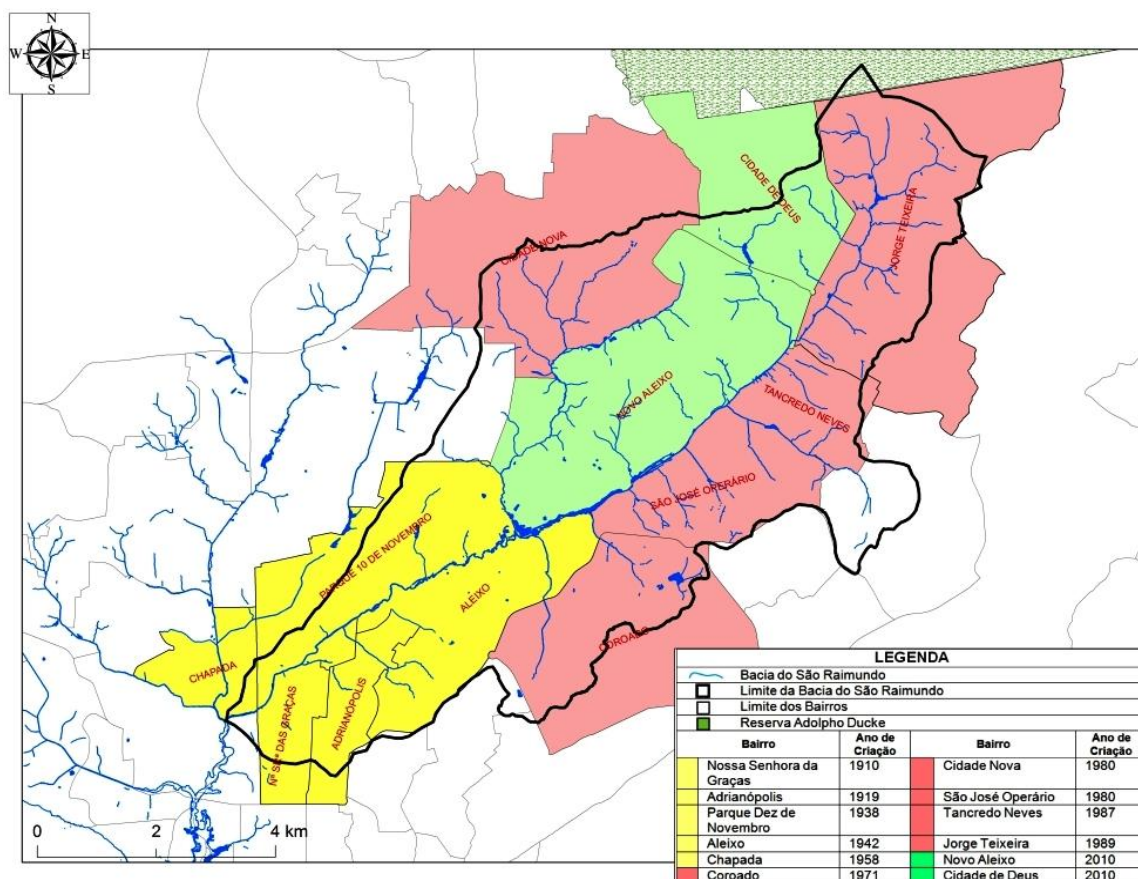 N
W E
S
CIDADE DE DEUS
JORGE TEIXEIRA
CIDADE NOVA
NOVO ALEIXO
TANCREDO NEVES
SÃO JOSÉ OPERÁRIO
PARQUE 10 DE NOVEMBRO
ALEIXO
COROADO
CHAPADA
Nª SRª DAS GRAÇAS
ADRIANÓPOLIS
0 2 4 km
LEGENDA
Bacia do São Raimundo
Limite da Bacia do São Raimundo
Limite dos Bairros
Reserva Adolpho Ducke
Bairro Ano de Criação Bairro Ano de Criação
Nossa Senhora da Graças 1910 Cidade Nova 1980
Adrianópolis 1919 São José Operário 1980
Parque Dez de Novembro 1938 Tancredo Neves 1987
Aleixo 1942 Jorge Teixeira 1989
Chapada 1958 Novo Aleixo 2010
Coroado 1971 Cidade de Deus 2010